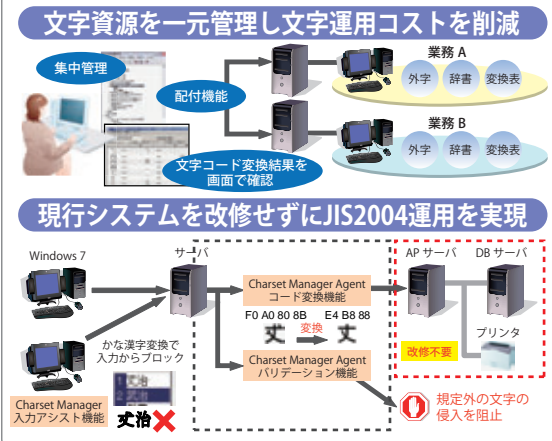 文字資源を一元管理し文字運用コストを削減
集中管理
配付機能
文字コード変換結果を
画面で確認
業務 A
外字
辞書
変換表
業務 B
外字
辞書
変換表
現行システムを改修せずにJIS2004運用を実現
Windows 7
サーバ
AP サーバ
DB サーバ
Charset Manager Agent
コード変換機能
F0 A0 80 8B
E4 B8 88
𠀋
変換
丈
かな漢字変換で
入力からブロック
Charset Manager Agent
バリデーション機能
改修不要
プリンタ
Charset Manager
入力アシスト機能
1 𠀋治
2
𠀋治
規定外の文字の
侵入を阻止